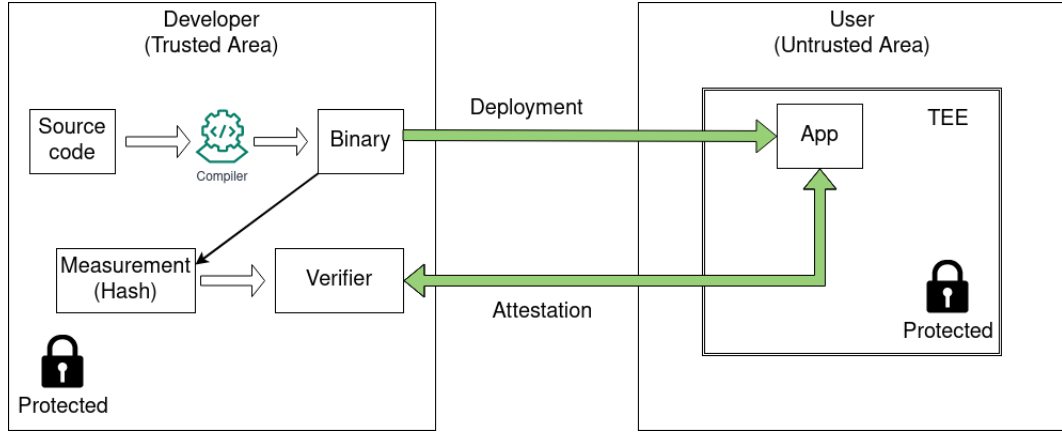 Developer
(Trusted Area)
User
(Untrusted Area)
Source
code
</>
Compiler
Binary
Deployment
App
TEE
Measurement
(Hash)
Verifier
Attestation
Protected
Protected